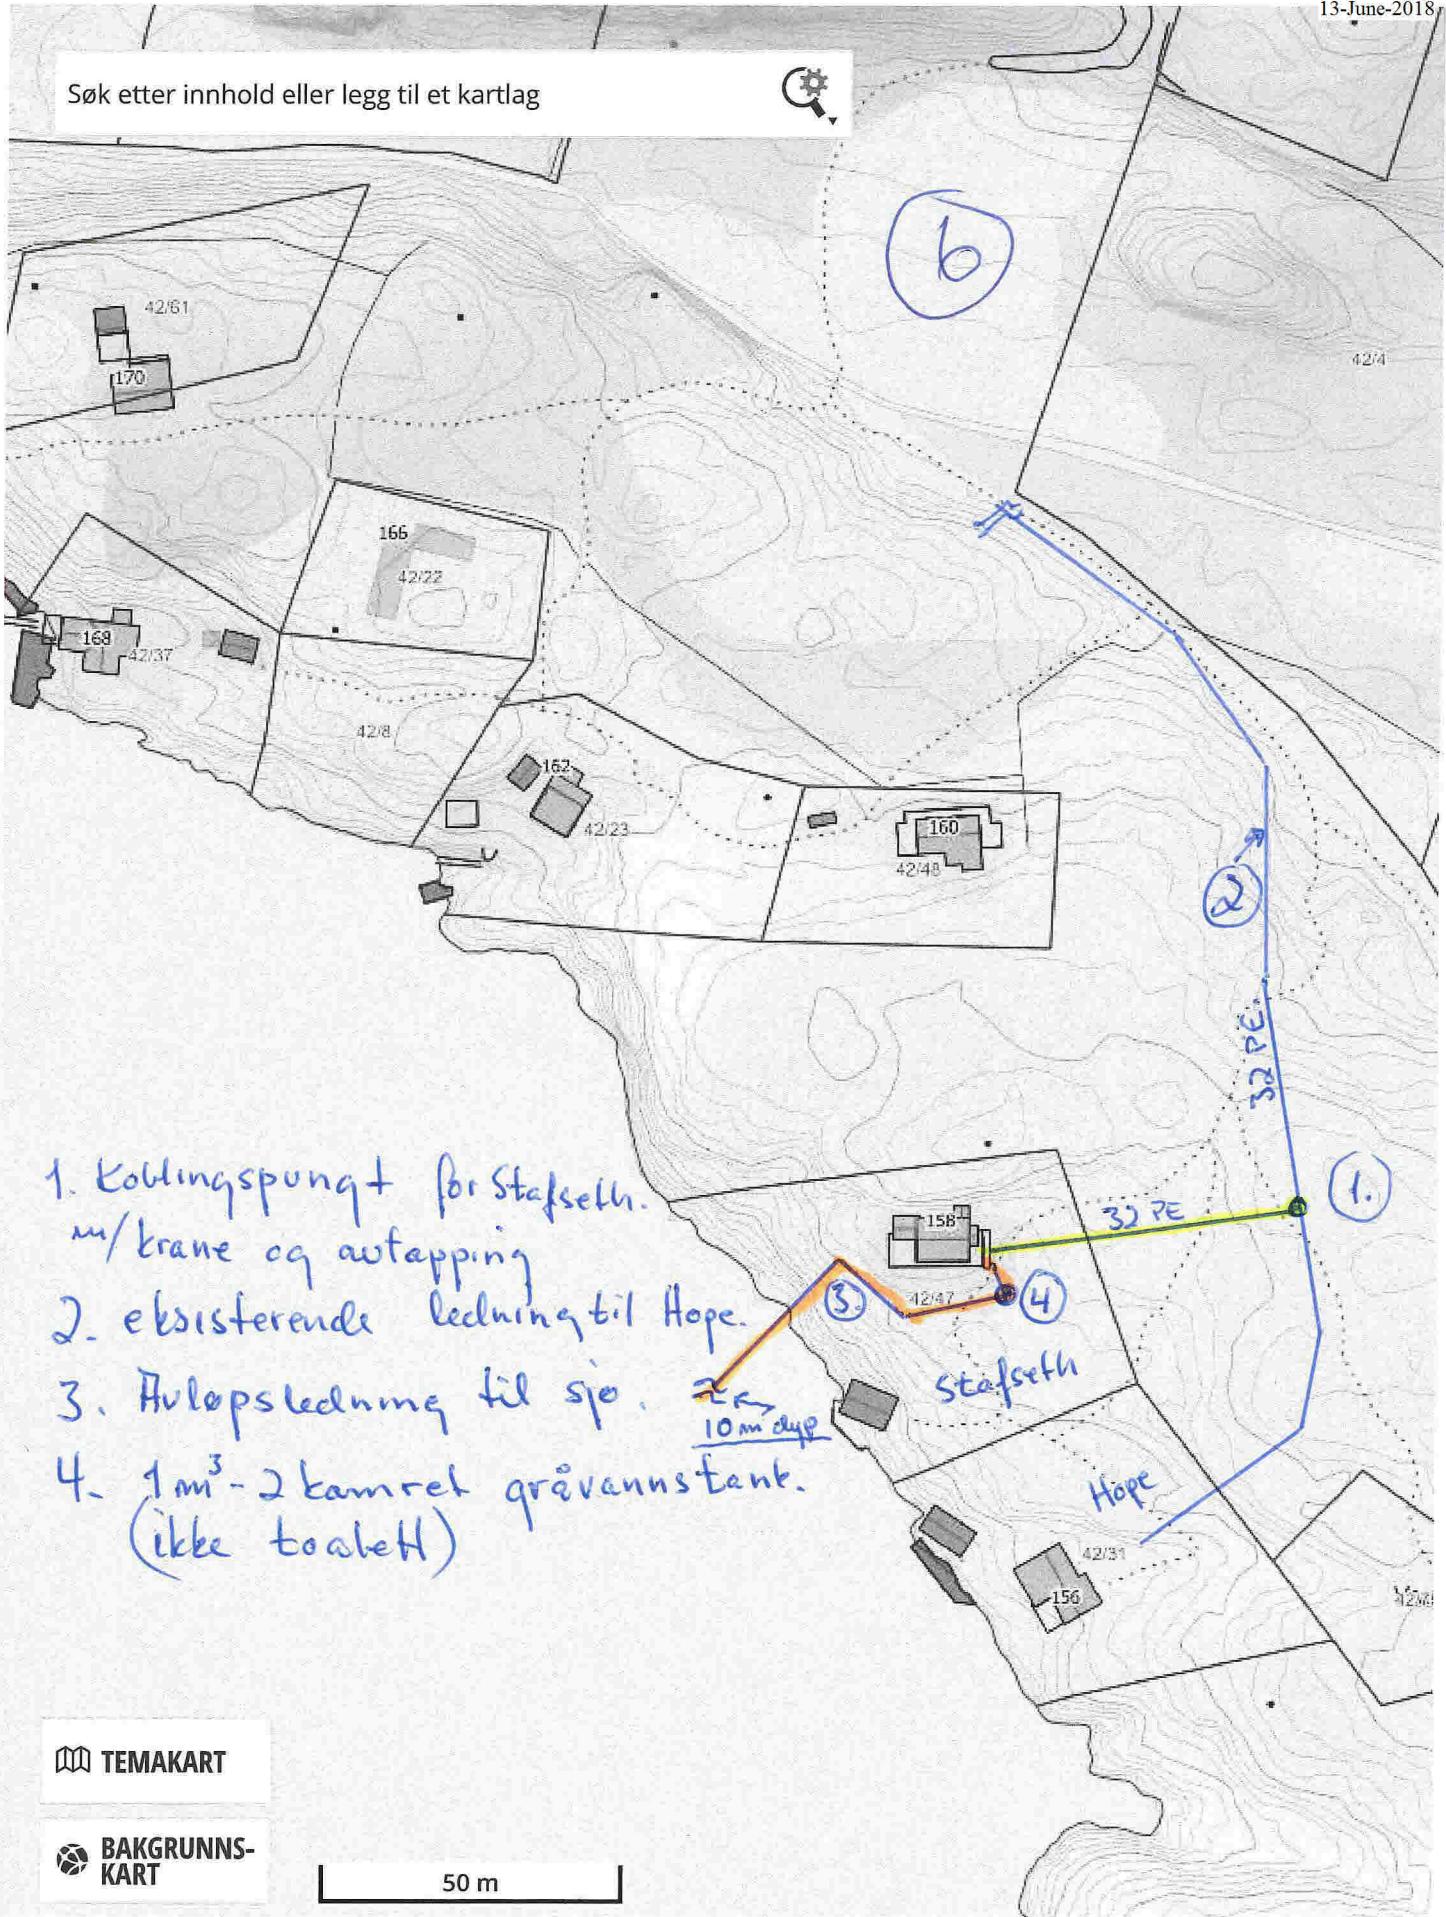 13-June-2018
Søk etter innhold eller legg til et kartlag
6
42/61
170
42/4
166
42/22
168
42/37
42/8
162
42/23
160
42/48
2
32 PE
1.
32 PE
158
3.
42/47
4
Stafseth
10 m dyp
Hope
42/31
156
1. Koblingspungt for Stafseth.
m/krane og avtapping
2. eksisterende ledning til Hope.
3. Avløpsledning til sjø.
4. 1 m³ - 2 kamret gråvannstank.
(ikke toalett)
TEMAKART
BAKGRUNNS-
KART
50 m